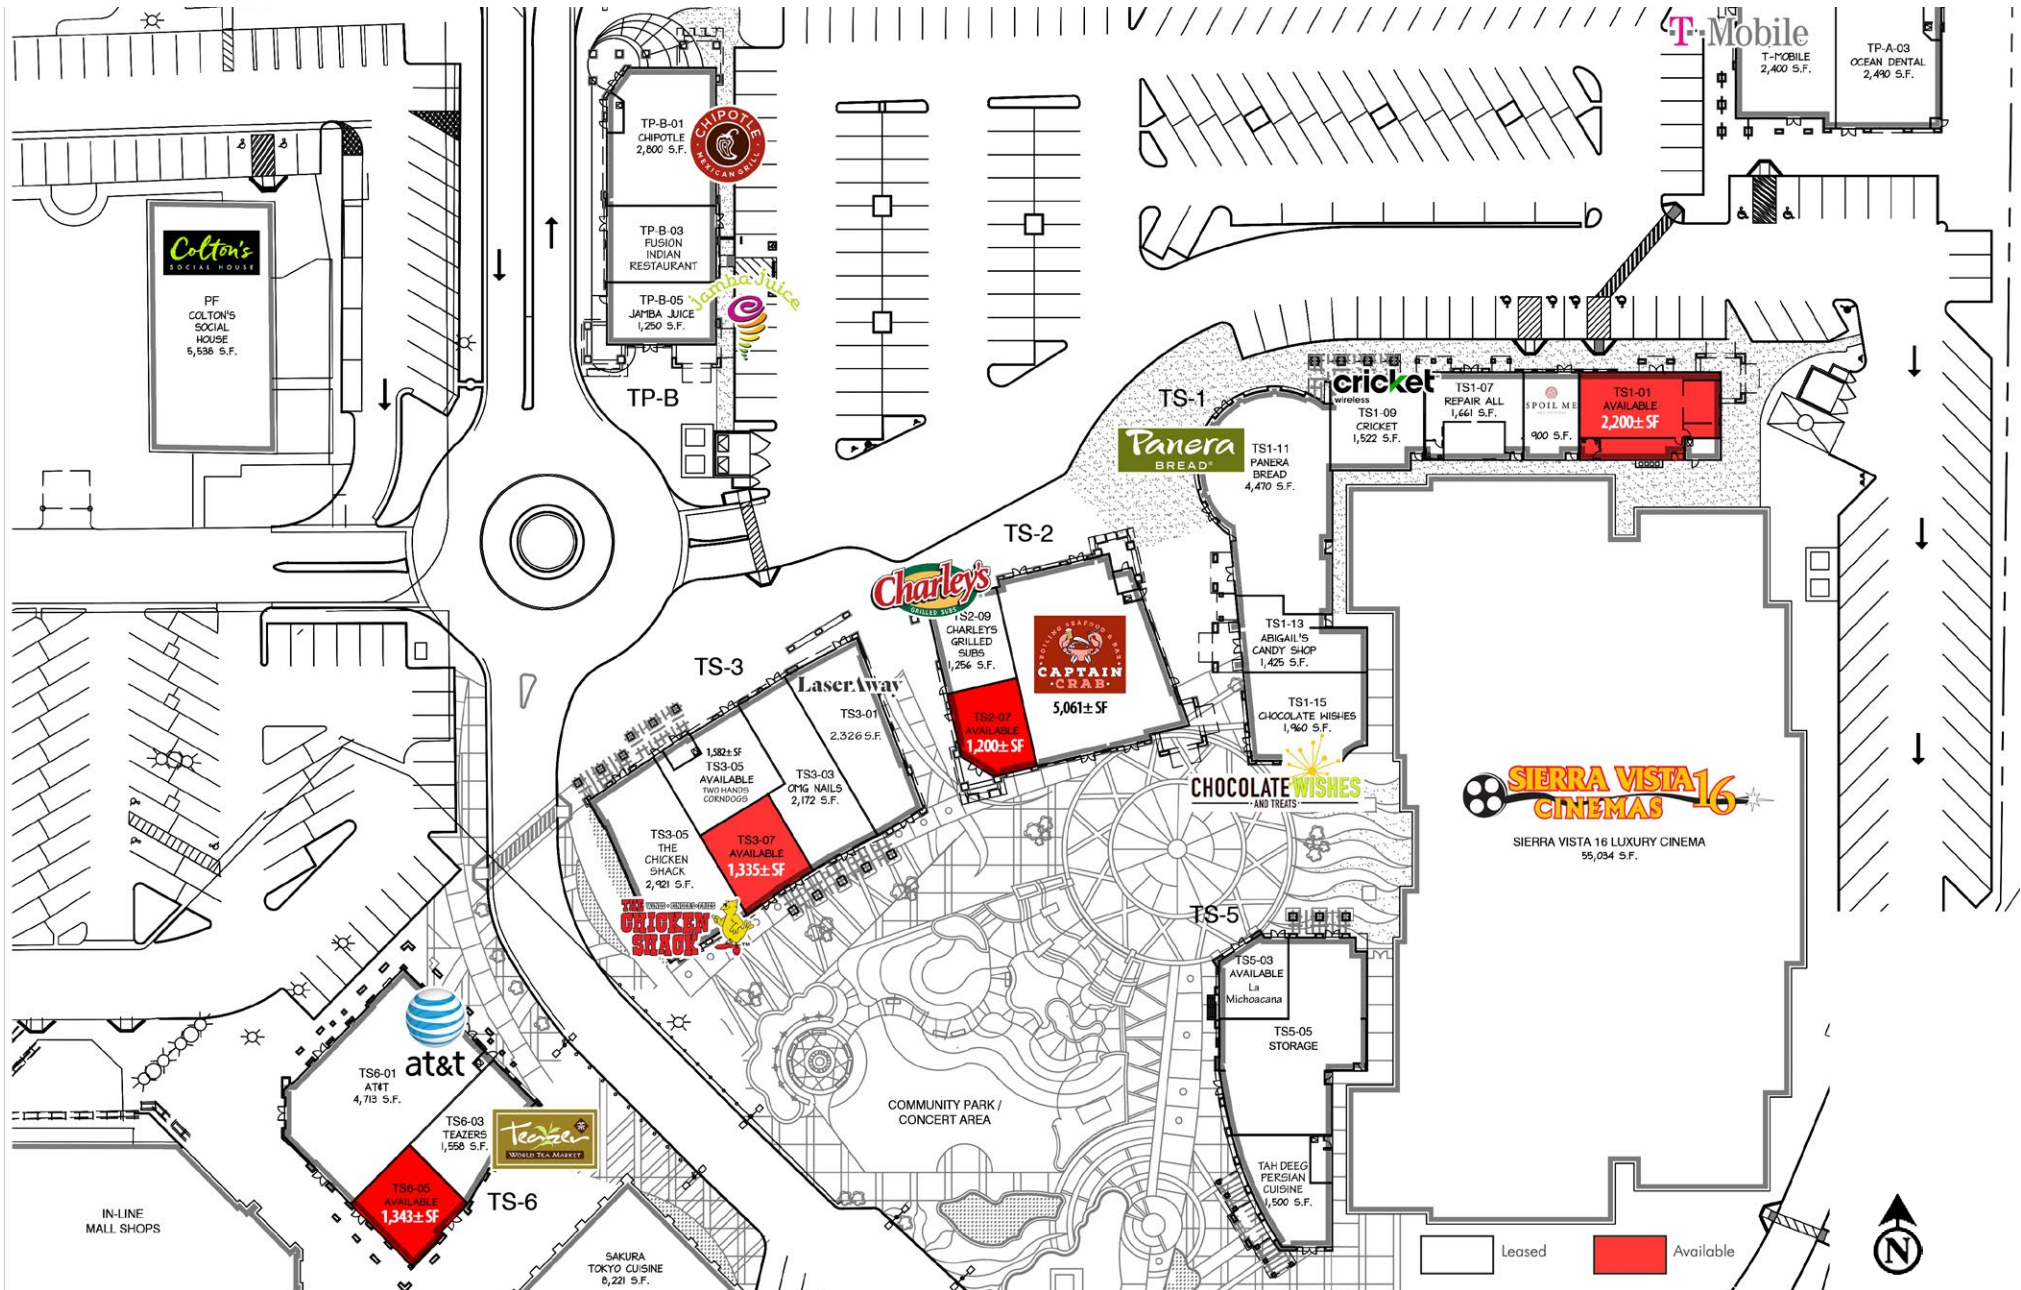 T-Mobile
T-MOBILE
2,400 S.F.
TP-A-03
OCEAN DENTAL
2,490 S.F.
TP-B-01
CHIPOTLE
2,800 S.F.
CHIPOTLE
MEXICAN GRILL
Colton's
SOCIAL HOUSE
PF
COLTON'S
SOCIAL
HOUSE
5,538 S.F.
TP-B-03
FUSION
INDIAN
RESTAURANT
TP-B-05
JAMBA JUICE
1,250 S.F.
jamba juice
TP-B
TS-1
cricket
wireless
TS1-09
CRICKET
1,522 S.F.
TS1-07
REPAIR ALL
1,661 S.F.
SPOIL ME
900 S.F.
TS1-01
AVAILABLE
2,200± SF
Panera
BREAD®
TS1-11
PANERA
BREAD
4,470 S.F.
TS-2
Charley's
GRILLED SUBS
TS2-09
CHARLEYS
GRILLED
SUBS
1,256 S.F.
BOILING SEAFOOD & BAR
CAPTAIN
CRAB
5,061± SF
TS2-07
AVAILABLE
1,200± SF
TS1-13
ABIGAIL'S
CANDY SHOP
1,425 S.F.
TS1-15
CHOCOLATE WISHES
1,960 S.F.
CHOCOLATE WISHES
AND TREATS
TS-3
LaserAway
TS3-01
2,326 S.F.
1,582± SF
TS3-05
AVAILABLE
TWO HANDS
CORNDOGS
TS3-03
OMG NAILS
2,172 S.F.
TS3-05
THE
CHICKEN
SHACK
2,921 S.F.
TS3-07
AVAILABLE
1,335± SF
THE WINGS • FINGERS • FRIES
CHICKEN
SHACK™
SIERRA VISTA 16
CINEMAS
SIERRA VISTA 16 LUXURY CINEMA
55,034 S.F.
TS-5
TS5-03
AVAILABLE
La
Michoacana
TS5-05
STORAGE
TAH DEEG
PERSIAN
CUISINE
1,500 S.F.
COMMUNITY PARK /
CONCERT AREA
at&t
TS6-01
AT&T
4,713 S.F.
TS6-03
TEAZERS
1,558 S.F.
Teazer
WORLD TEA MARKET
TS6-05
AVAILABLE
1,343± SF
TS-6
IN-LINE
MALL SHOPS
SAKURA
TOKYO CUISINE
8,221 S.F.
Leased
Available
N